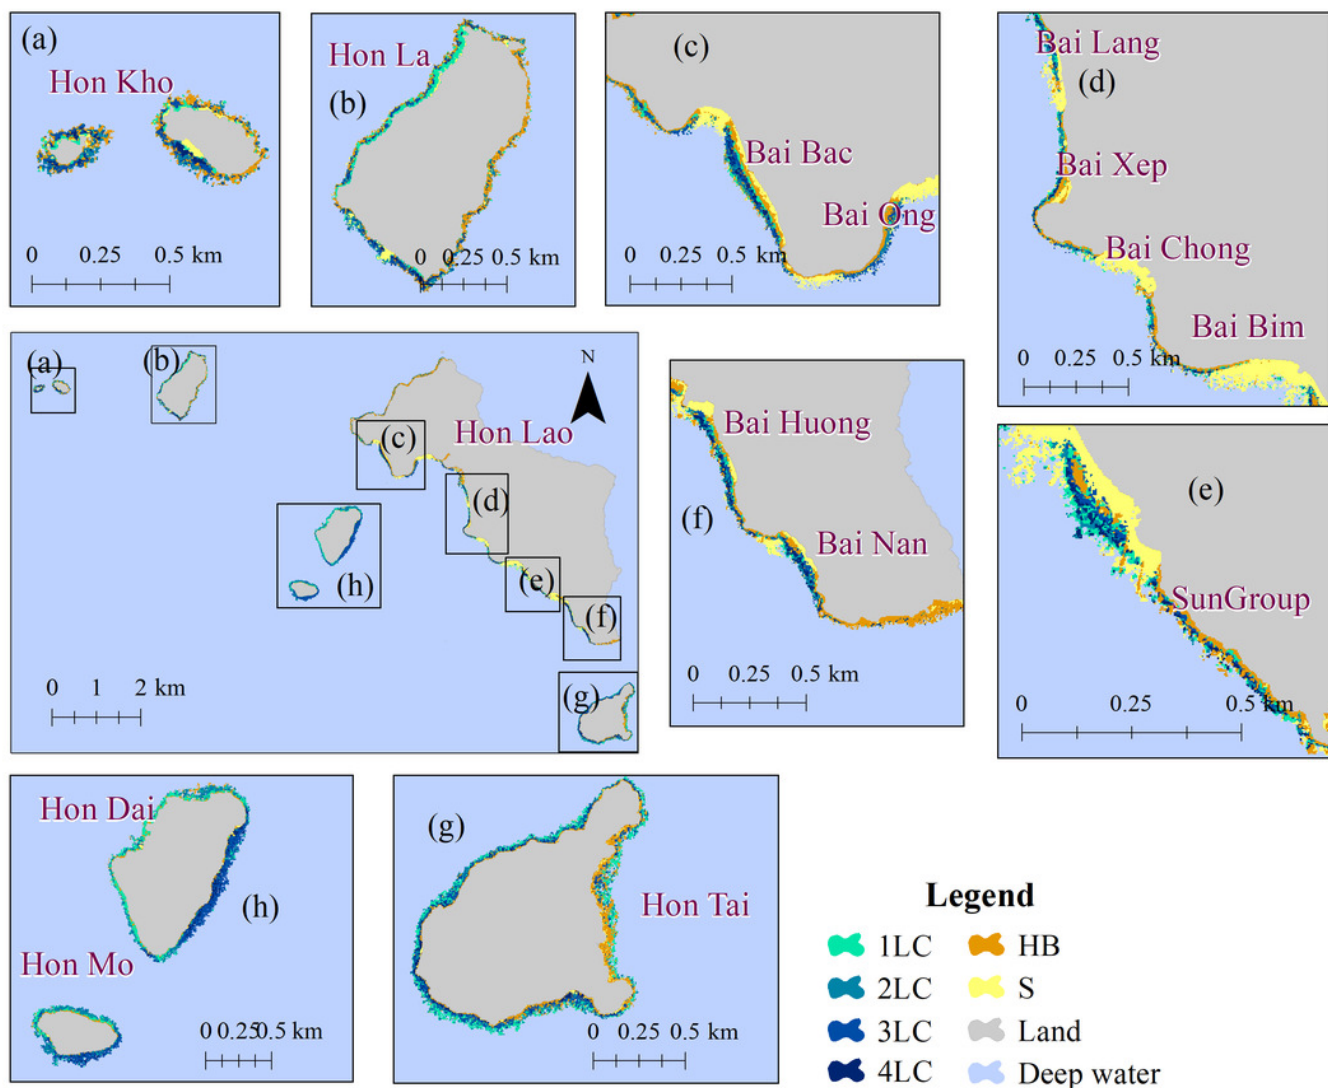 (a)
Hon Kho
0 0.25 0.5 km
Hon La
(b)
0 0.25 0.5 km
(c)
Bai Bac
Bai Ong
0 0.25 0.5 km
Bai Lang
(d)
Bai Xep
Bai Chong
Bai Bim
0 0.25 0.5 km
(a)
(b)
N
(c)
Hon Lao
(d)
(h)
(e)
(f)
(g)
0 1 2 km
Bai Huong
(f)
Bai Nan
0 0.25 0.5 km
(e)
SunGroup
0 0.25 0.5 km
Hon Dai
(h)
Hon Mo
0 0.25 0.5 km
(g)
Hon Tai
0 0.25 0.5 km
Legend
1LC HB
2LC S
3LC Land
4LC Deep water